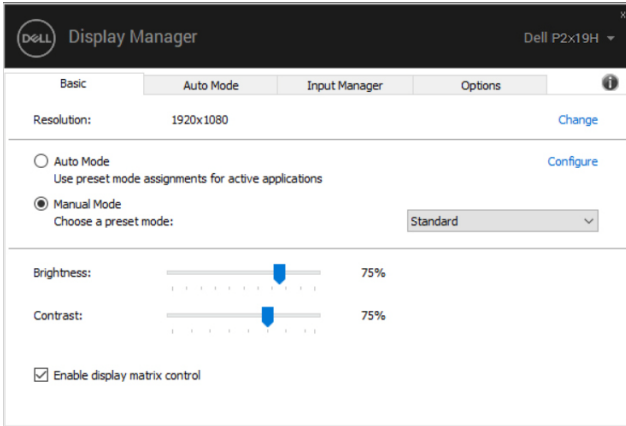 x
DELL
Display Manager
Dell P2x19H
Basic
Auto Mode
Input Manager
Options
i
Resolution:
1920x1080
Change
Auto Mode
Configure
Use preset mode assignments for active applications
Manual Mode
Choose a preset mode:
Standard
Brightness:
75%
Contrast:
75%
Enable display matrix control